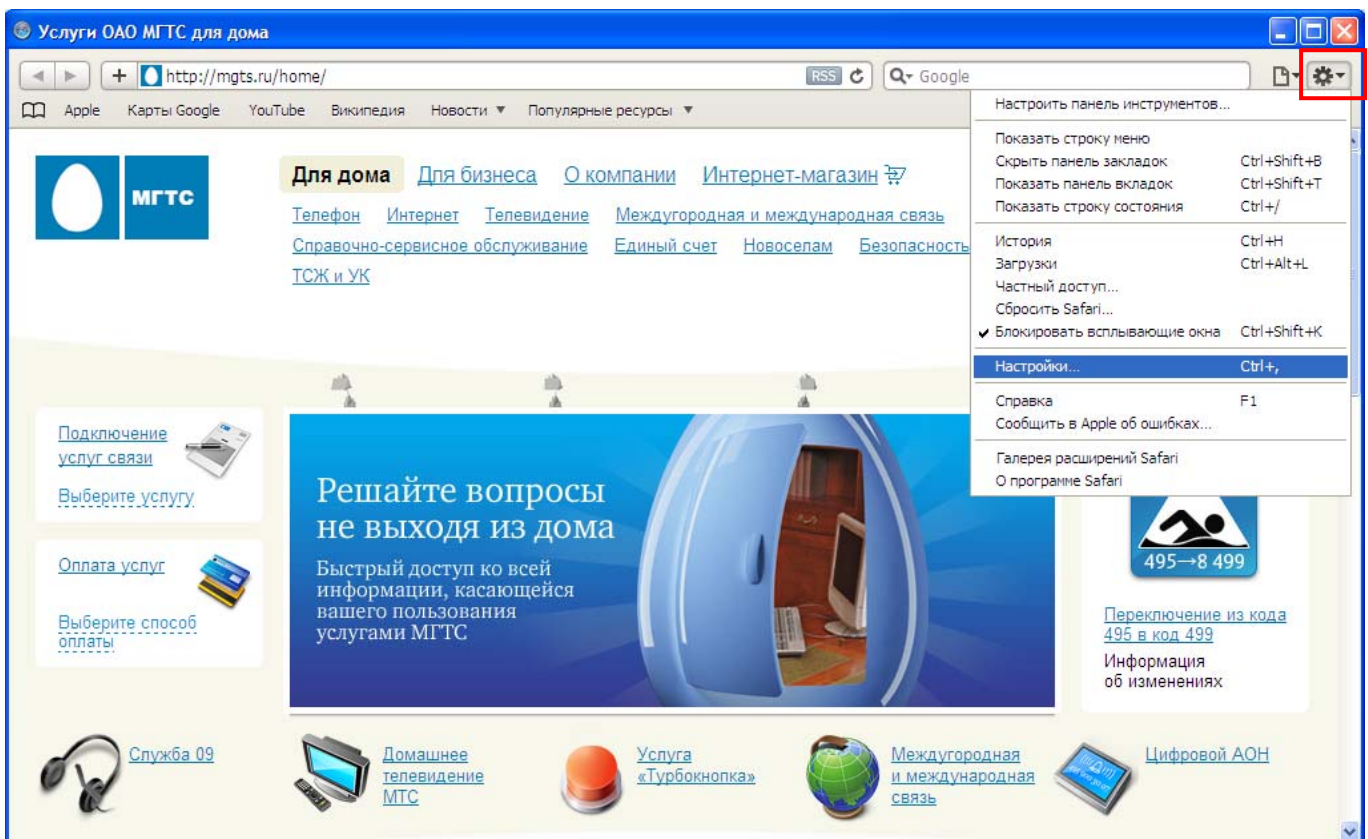 Услуги ОАО МГТС для дома
http://mgts.ru/home/
RSS
Google
Apple Карты Google YouTube Википедия Новости ▼ Популярные ресурсы ▼
Настроить панель инструментов...
Показать строку меню
Скрыть панель закладок Ctrl+Shift+B
Показать панель вкладок Ctrl+Shift+T
Показать строку состояния Ctrl+/
История Ctrl+H
Загрузки Ctrl+Alt+L
Частный доступ...
Сбросить Safari...
✓ Блокировать всплывающие окна Ctrl+Shift+K
Настройки... Ctrl+,
Справка F1
Сообщить в Apple об ошибках...
Галерея расширений Safari
О программе Safari
МГТС
Для дома Для бизнеса О компании Интернет-магазин
Телефон Интернет Телевидение Междугородная и международная связь
Справочно-сервисное обслуживание Единый счет Новоселам Безопасность
ТСЖ и УК
Подключение
услуг связи
Выберите услугу
Оплата услуг
Выберите способ
оплаты
Решайте вопросы
не выходя из дома
Быстрый доступ ко всей
информации, касающейся
вашего пользования
услугами МГТС
495→8 499
Переключение из кода
495 в код 499
Информация
об изменениях
Служба 09
Домашнее
телевидение
МТС
Услуга
«Турбокнопка»
Междугородная
и международная
связь
Цифровой АОН